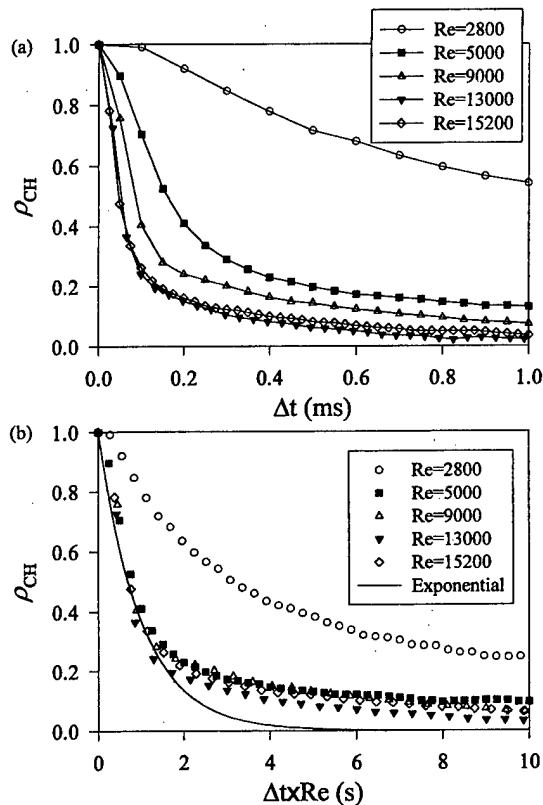 (a)
Re=2800
Re=5000
Re=9000
Re=13000
Re=15200
1.0
0.8
0.6
0.4
0.2
0.0
ρCH
0.0 0.2 0.4 0.6 0.8 1.0
Δt (ms)
(b)
Re=2800
Re=5000
Re=9000
Re=13000
Re=15200
Exponential
1.0
0.8
0.6
0.4
0.2
0.0
ρCH
0 2 4 6 8 10
ΔtxRe (s)